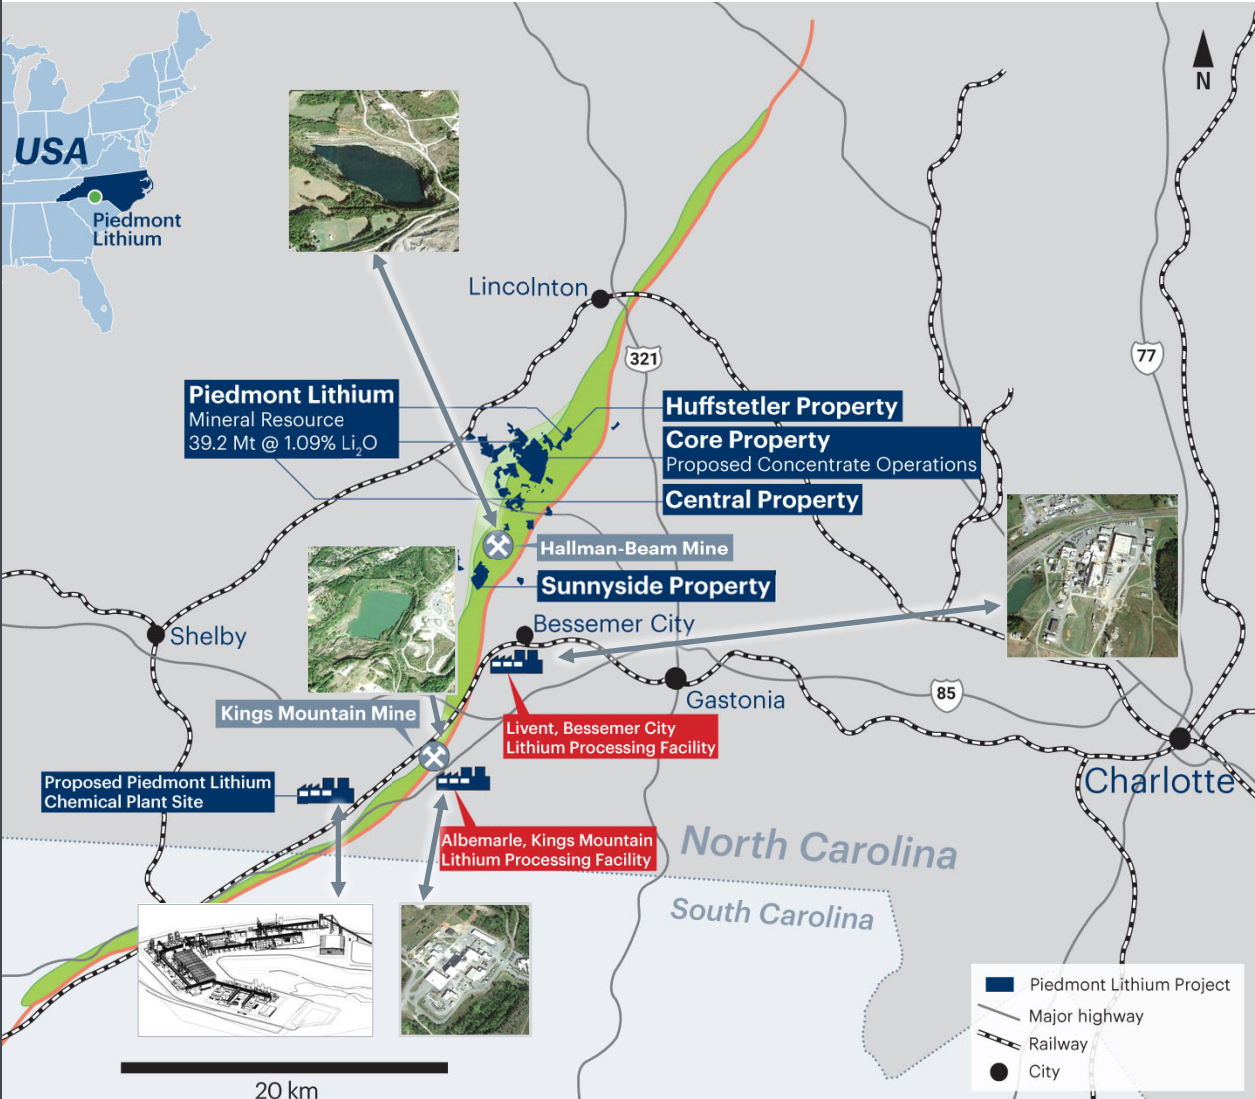 N
USA
Piedmont
Lithium
Lincolnton
321
77
Piedmont Lithium
Mineral Resource
39.2 Mt @ 1.09% Li₂O
Huffstetler Property
Core Property
Proposed Concentrate Operations
Central Property
Hallman-Beam Mine
Sunnyside Property
Shelby
Bessemer City
Gastonia
85
Kings Mountain Mine
Livent, Bessemer City
Lithium Processing Facility
Charlotte
Proposed Piedmont Lithium
Chemical Plant Site
Albemarle, Kings Mountain
Lithium Processing Facility
North Carolina
South Carolina
Piedmont Lithium Project
Major highway
Railway
City
20 km